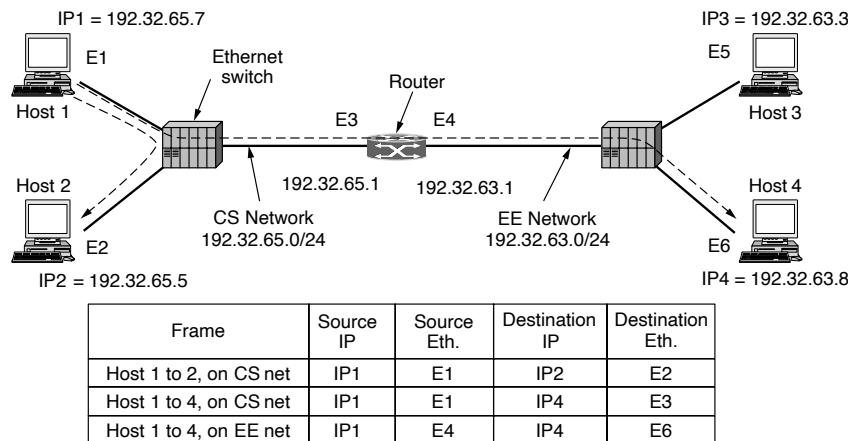 IP1 = 192.32.65.7
IP3 = 192.32.63.3
E1
Ethernet
switch
Router
E5
Host 1
E3
E4
Host 3
Host 2
192.32.65.1
192.32.63.1
Host 4
CS Network
192.32.65.0/24
EE Network
192.32.63.0/24
E2
E6
IP2 = 192.32.65.5
IP4 = 192.32.63.8
Frame Source IP Source Eth. Destination IP Destination Eth.
Host 1 to 2, on CS net IP1 E1 IP2 E2
Host 1 to 4, on CS net IP1 E1 IP4 E3
Host 1 to 4, on EE net IP1 E4 IP4 E6